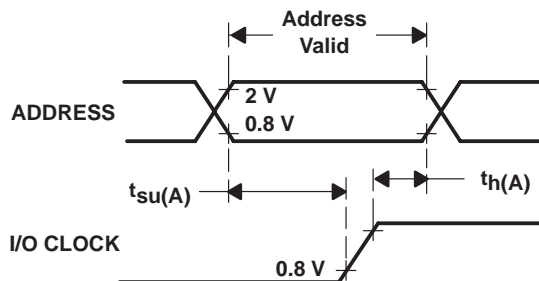 Address
Valid
2 V
ADDRESS
0.8 V
tsu(A)
th(A)
I/O CLOCK
0.8 V